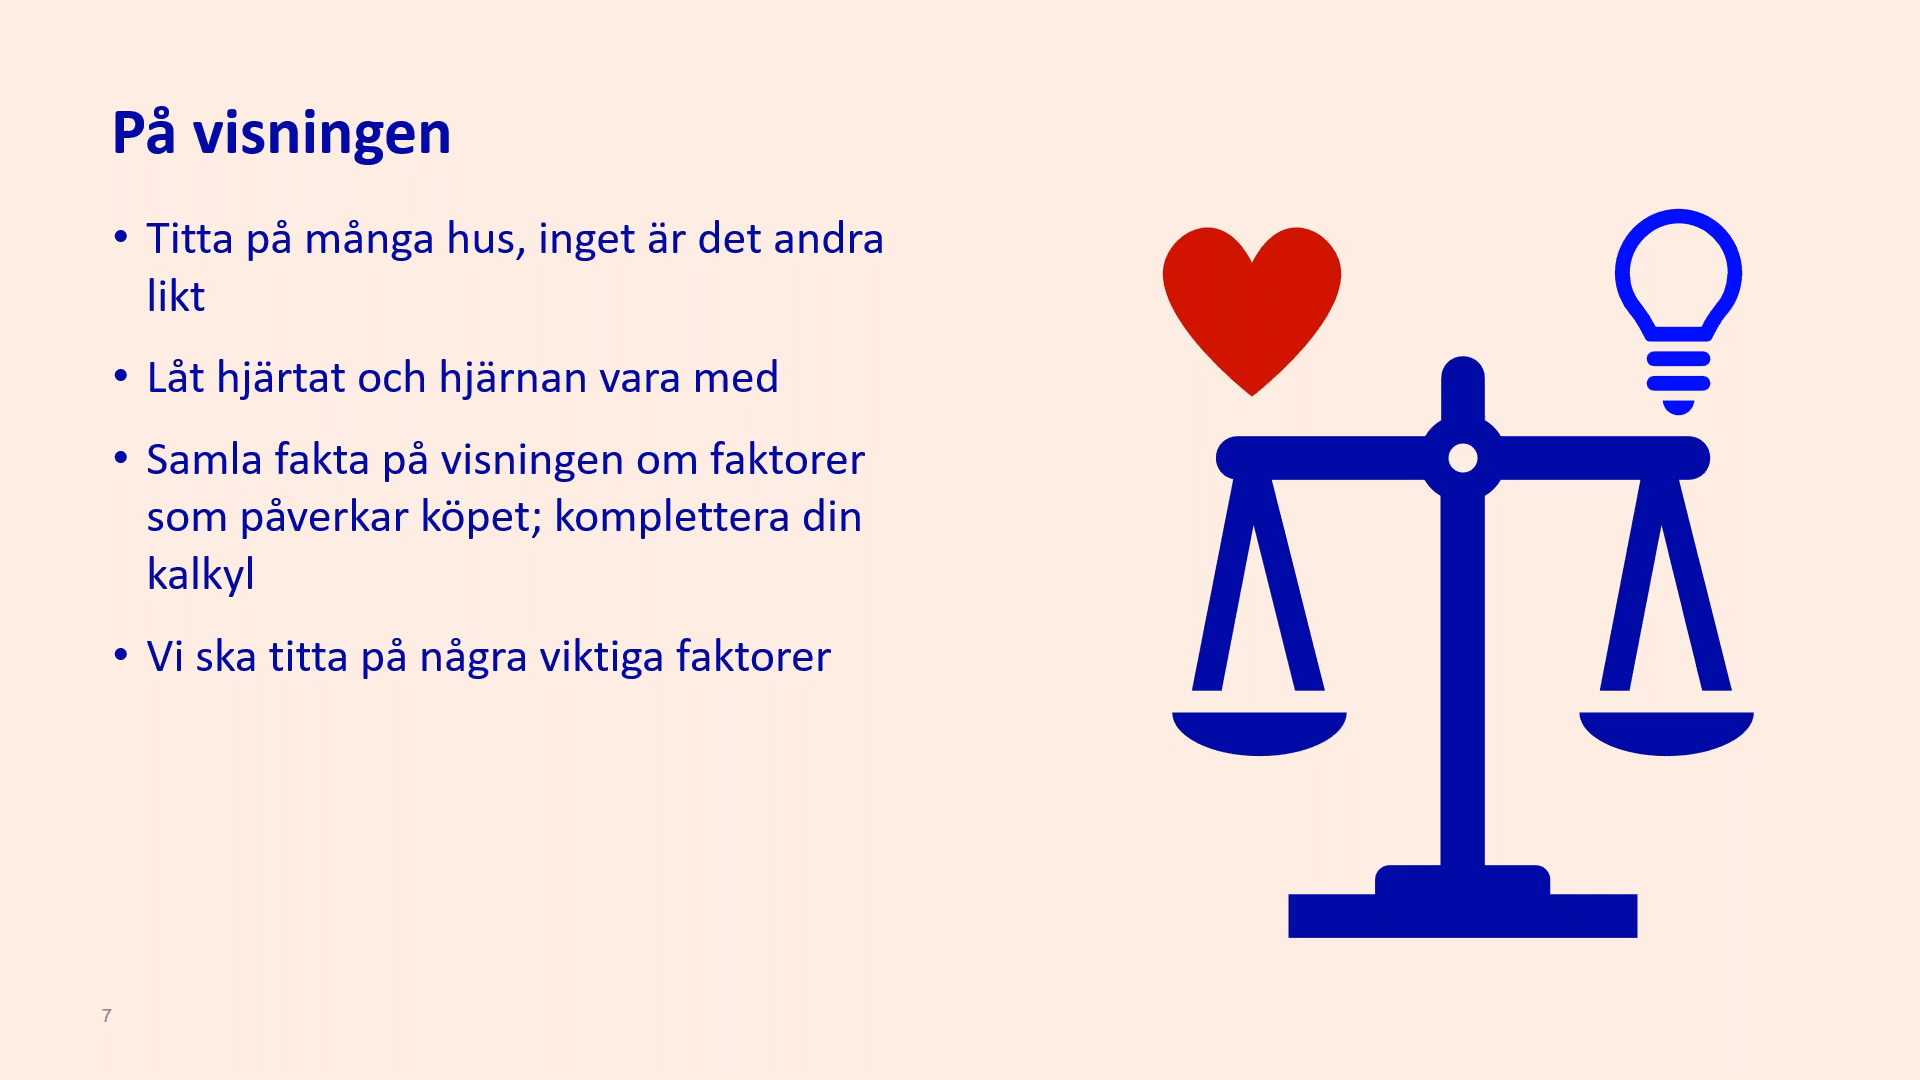 På visningen
• Titta på många hus, inget är det andra
likt
• Låt hjärtat och hjärnan vara med
• Samla fakta på visningen om faktorer
som påverkar köpet; komplettera din
kalkyl
• Vi ska titta på några viktiga faktorer
7